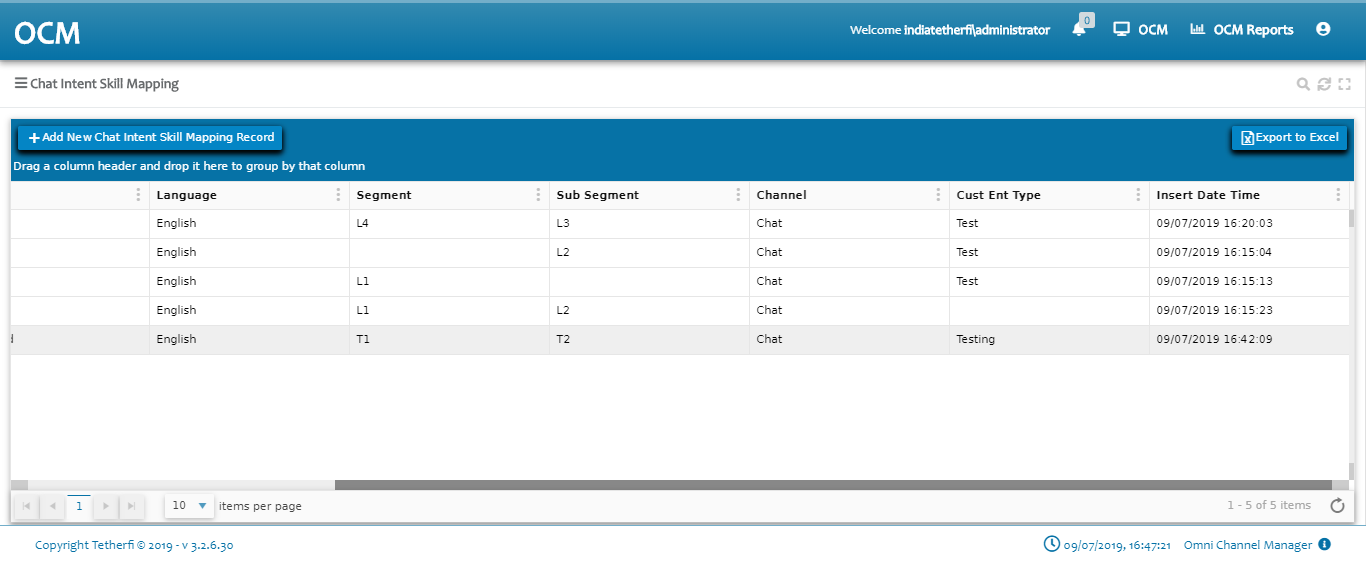 OCM
Welcome indiatetherfi\administrator
0
OCM
OCM Reports
Chat Intent Skill Mapping
Add New Chat Intent Skill Mapping Record
Export to Excel
Drag a column header and drop it here to group by that column
Language Segment Sub Segment Channel Cust Ent Type Insert Date Time
English L4 L3 Chat Test 09/07/2019 16:20:03
English L2 Chat Test 09/07/2019 16:15:04
English L1 Chat Test 09/07/2019 16:15:13
English L1 L2 Chat 09/07/2019 16:15:23
English T1 T2 Chat Testing 09/07/2019 16:42:09
1 10 items per page 1 - 5 of 5 items
Copyright Tetherfi © 2019 - v 3.2.6.30
09/07/2019, 16:47:21 Omni Channel Manager